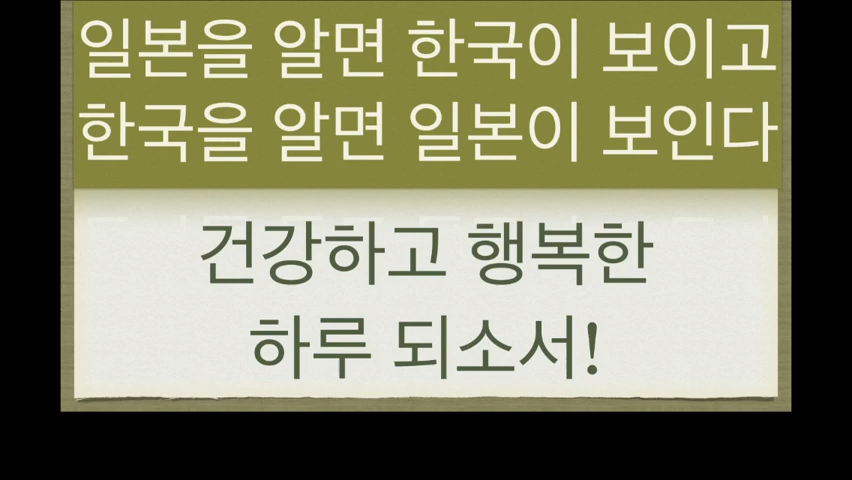 일본을 알면 한국이 보이고
한국을 알면 일본이 보인다
건강하고 행복한
하루 되소서!